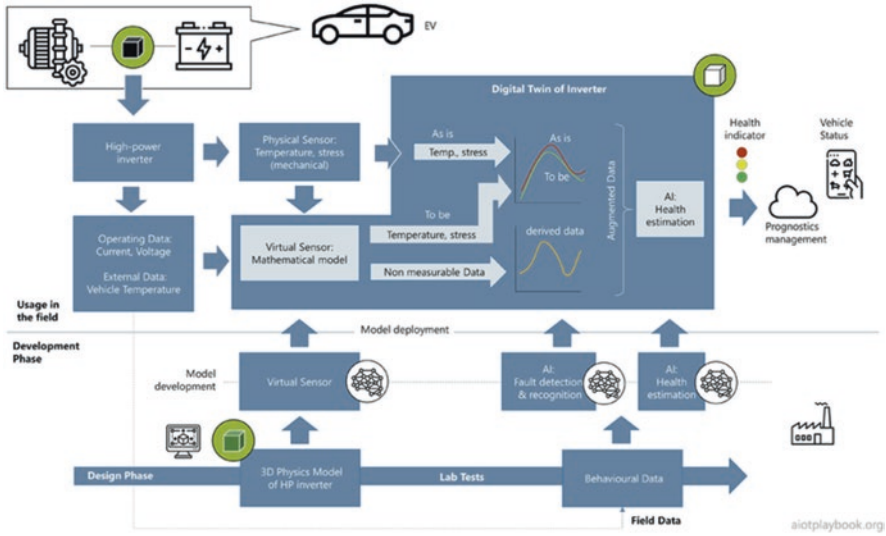 EV
Digital Twin of Inverter
High-power
inverter
Physical Sensor:
Temperature, stress
(mechanical)
As is
Temp., stress
As is
To be
Augmented Data
AI:
Health
estimation
Health
indicator
Vehicle
Status
Prognostics
management
Operating Data:
Current, Voltage
External Data:
Vehicle Temperature
Virtual Sensor:
Mathematical model
To be
Temperature, stress
Non measurable Data
derived data
Usage in
the field
Model deployment
Development
Phase
Model
development
Virtual Sensor
AI:
Fault detection
& recognition
AI:
Health
estimation
Design Phase
3D Physics Model
of HP inverter
Lab Tests
Behavioural Data
Field Data
aiotplaybook.org